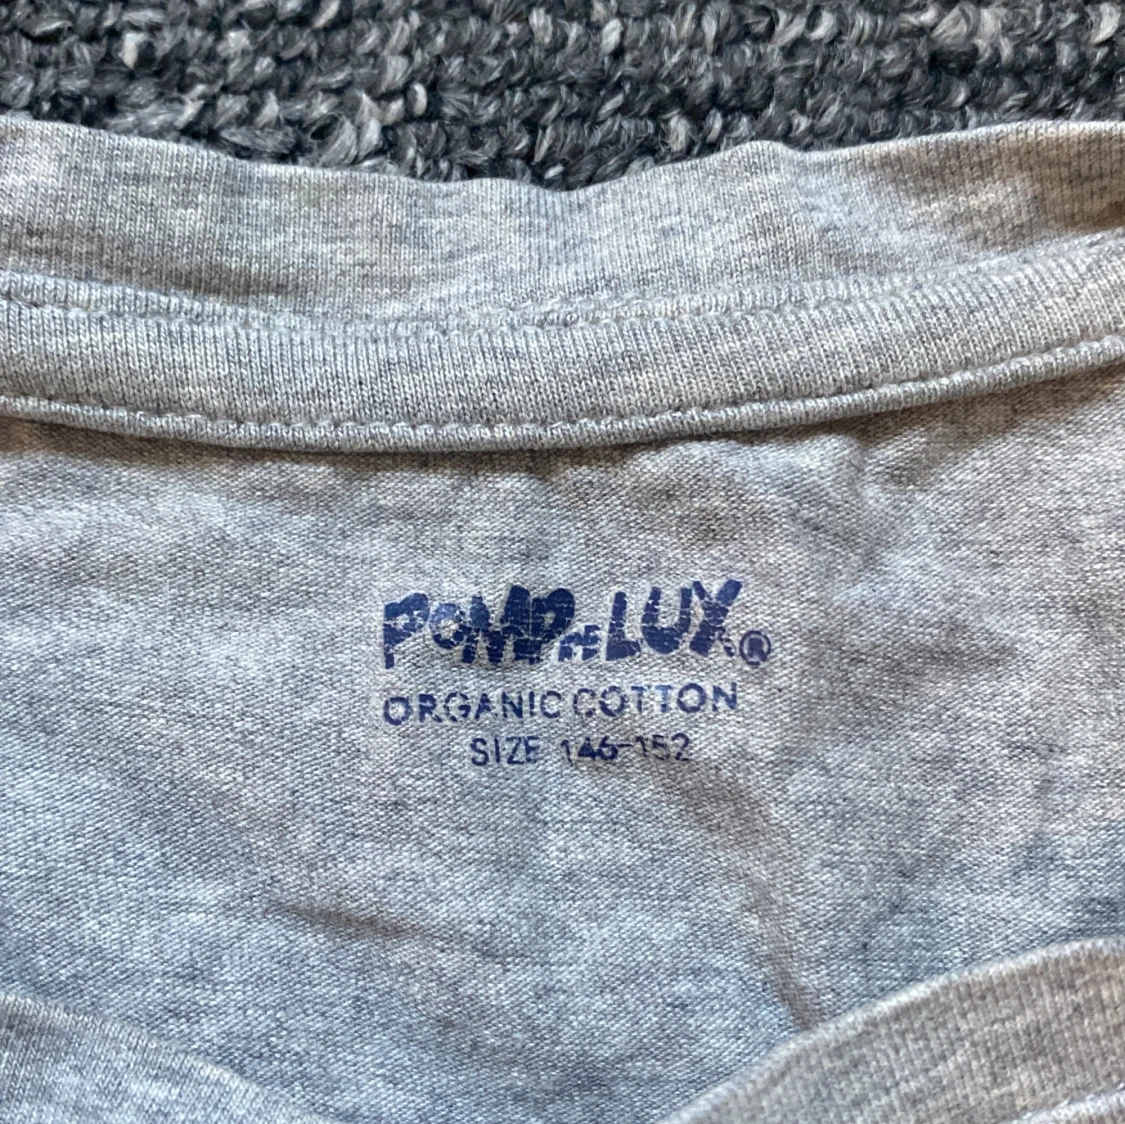 POMPdeLUX®
ORGANIC COTTON
SIZE 146-152